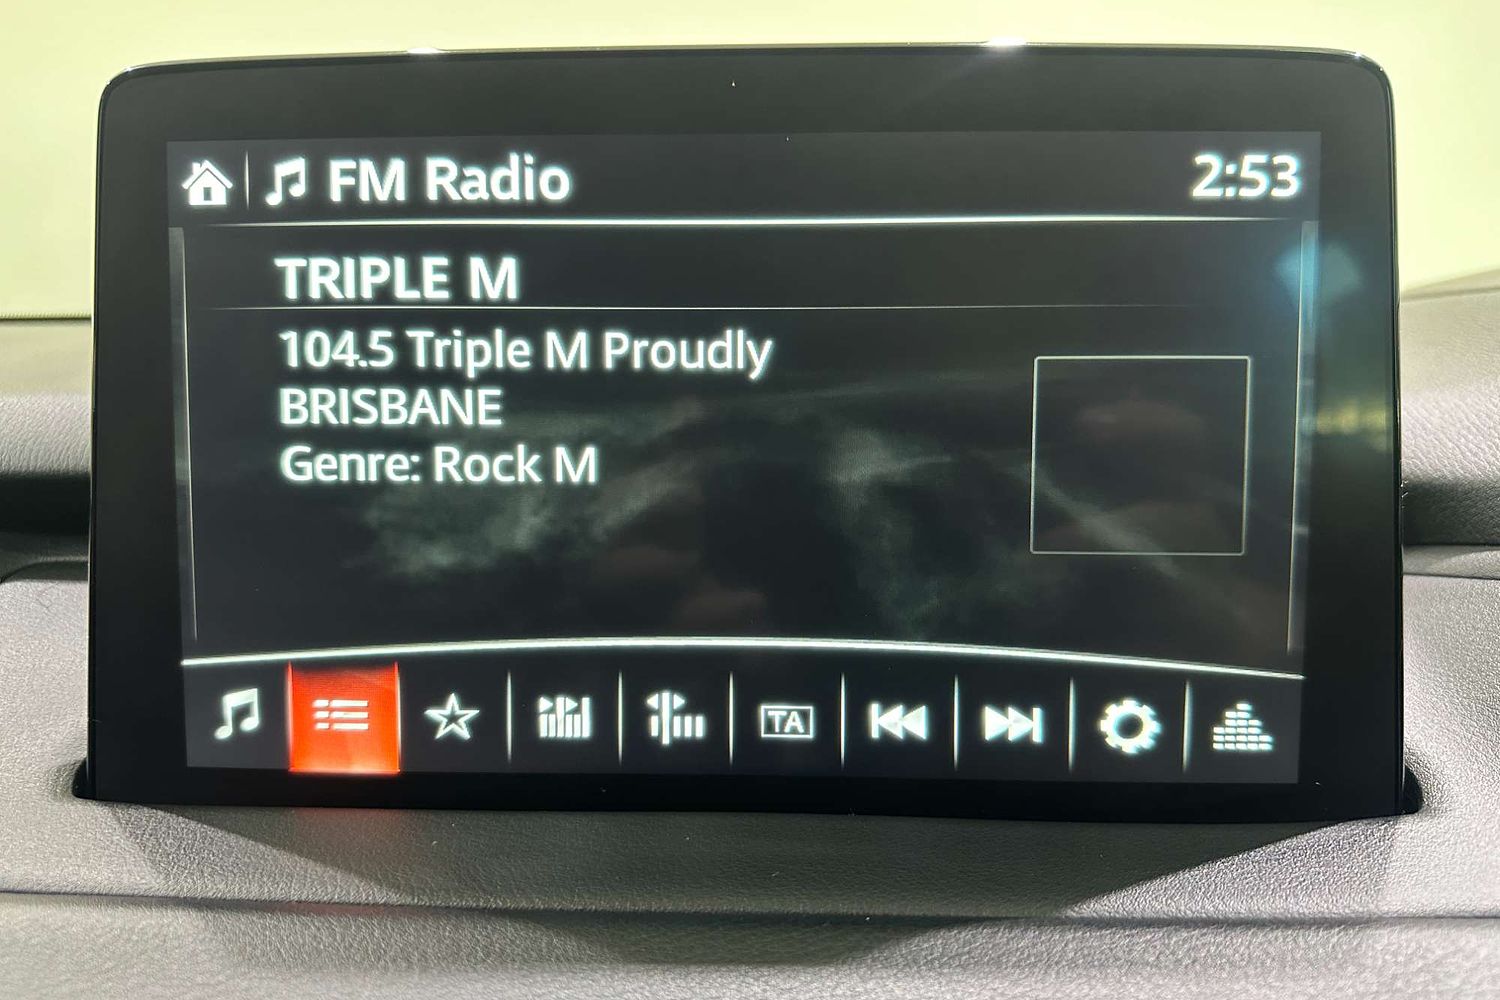 FM Radio
2:53
TRIPLE M
104.5 Triple M Proudly
BRISBANE
Genre: Rock M
TA